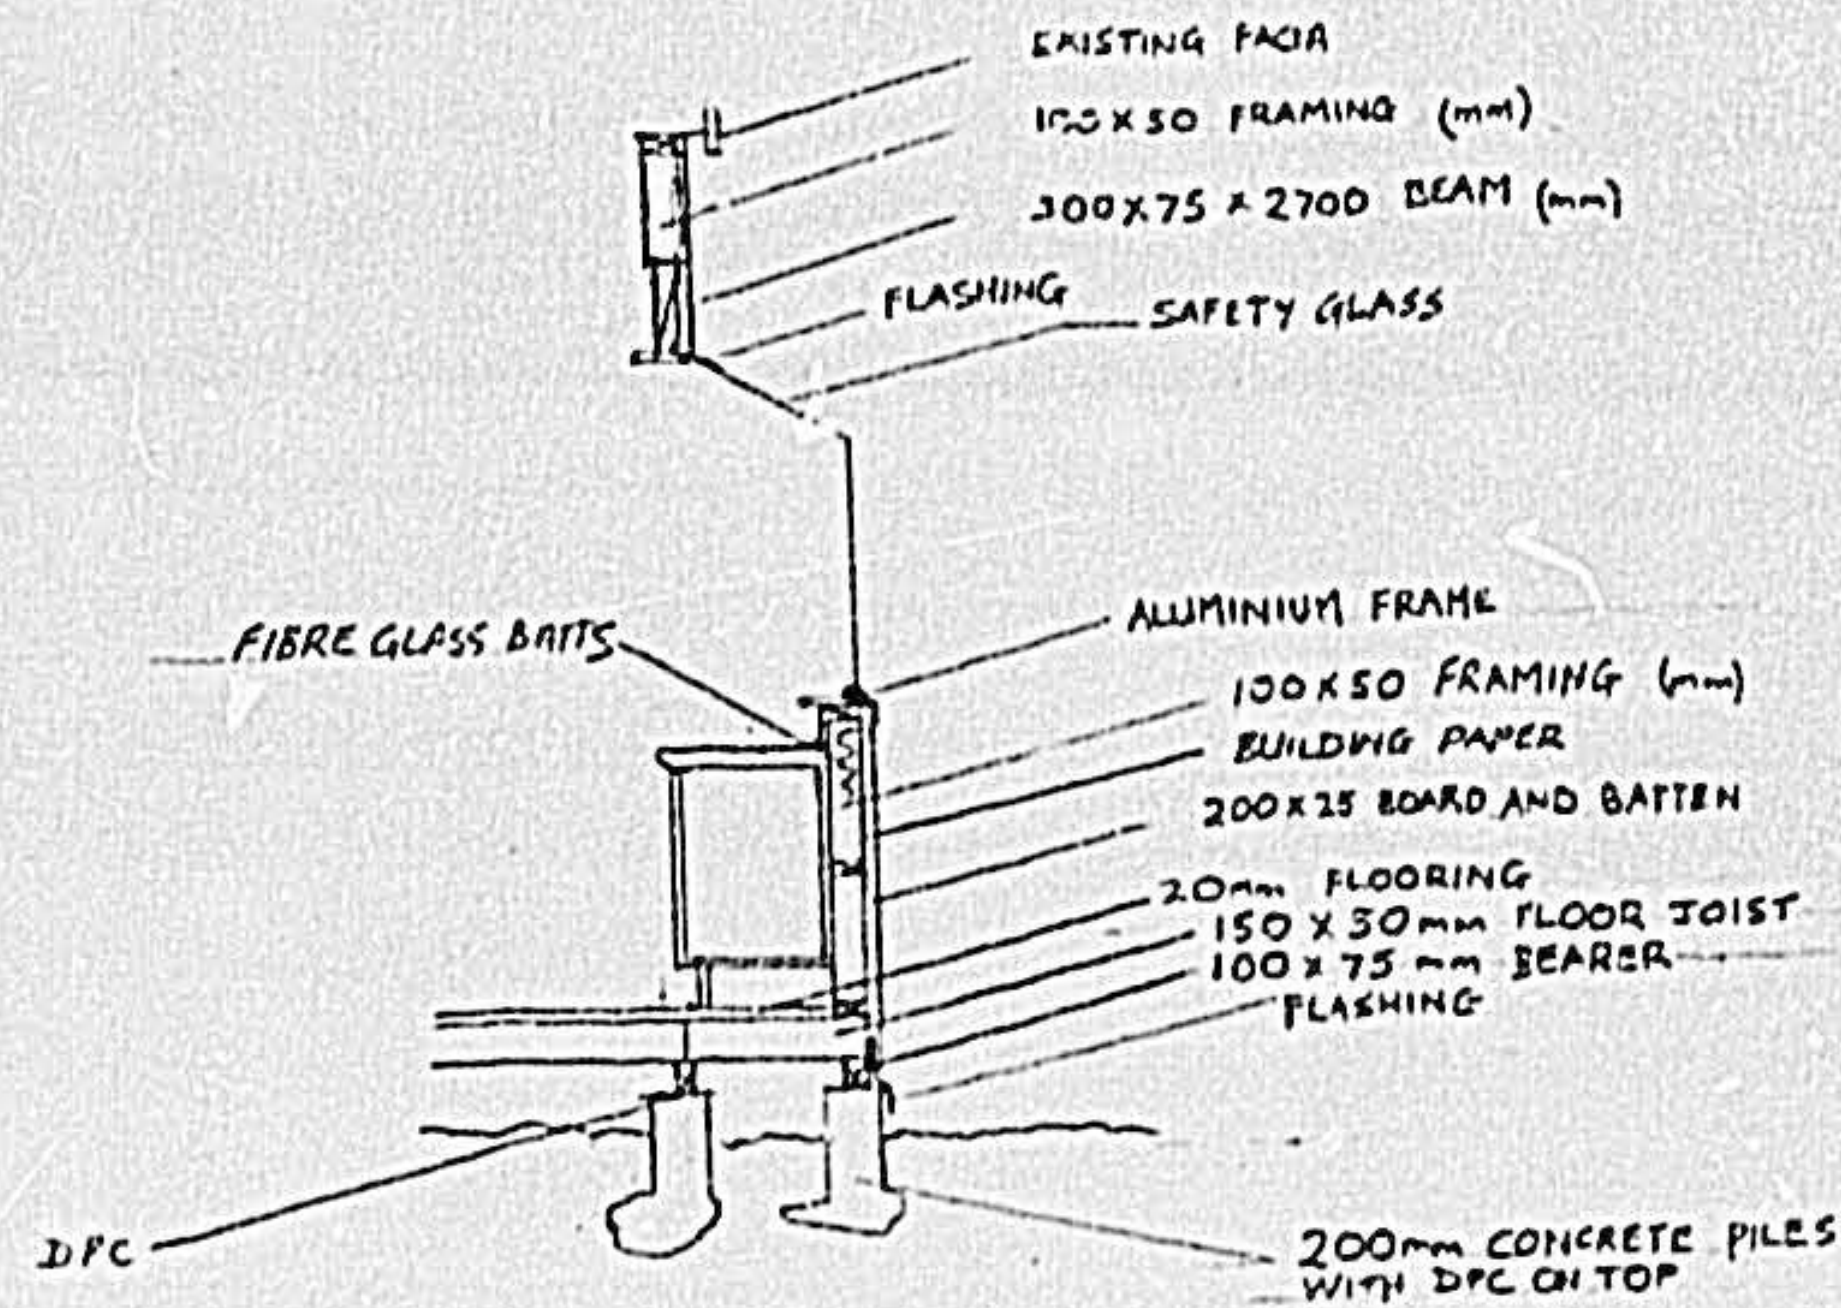 EXISTING FACIA
100 X 50 FRAMING (mm)
300 X 75 X 2700 BEAM (mm)
FLASHING
SAFETY GLASS
ALUMINIUM FRAME
FIBRE GLASS BATTS
100 X 50 FRAMING (mm)
BUILDING PAPER
200 X 25 BOARD AND BATTEN
20mm FLOORING
150 X 50mm FLOOR JOIST
100 X 75 mm BEARER
FLASHING
DPC
200mm CONCRETE PILES
WITH DPC ON TOP